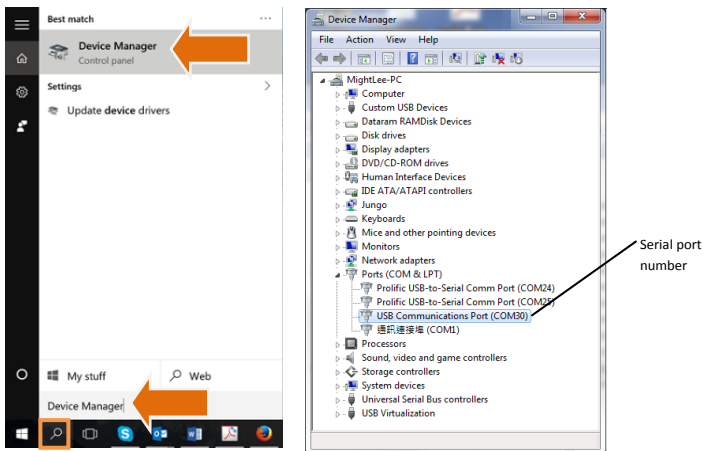 Best match
...
Device Manager
Control panel
Settings
Update device drivers
My stuff
Web
Device Manager
Device Manager
File Action View Help
MightLee-PC
Computer
Custom USB Devices
Dataram RAMDisk Devices
Disk drives
Display adapters
DVD/CD-ROM drives
Human Interface Devices
IDE ATA/ATAPI controllers
Jungo
Keyboards
Mice and other pointing devices
Monitors
Network adapters
Ports (COM & LPT)
Prolific USB-to-Serial Comm Port (COM24)
Prolific USB-to-Serial Comm Port (COM25)
USB Communications Port (COM30)
通訊連接埠 (COM1)
Processors
Sound, video and game controllers
Storage controllers
System devices
Universal Serial Bus controllers
USB Virtualization
Serial port
number